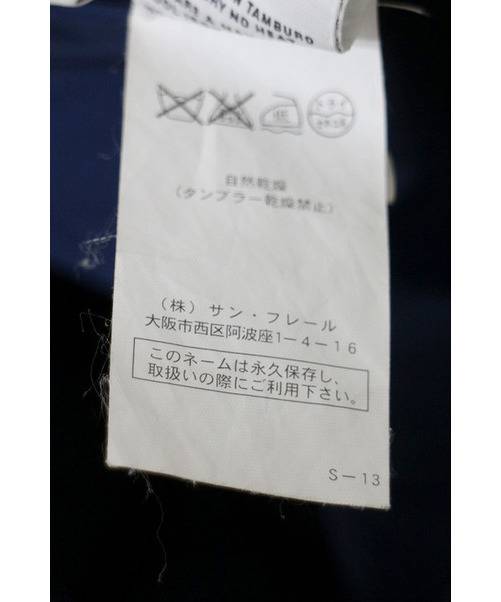 TAMBURO
自然乾燥
(タンブラー乾燥禁止)
(株) サン・フレール
大阪市西区阿波座1-4-16
このネームは永久保存し、
取扱いの際にご利用下さい。
S-13